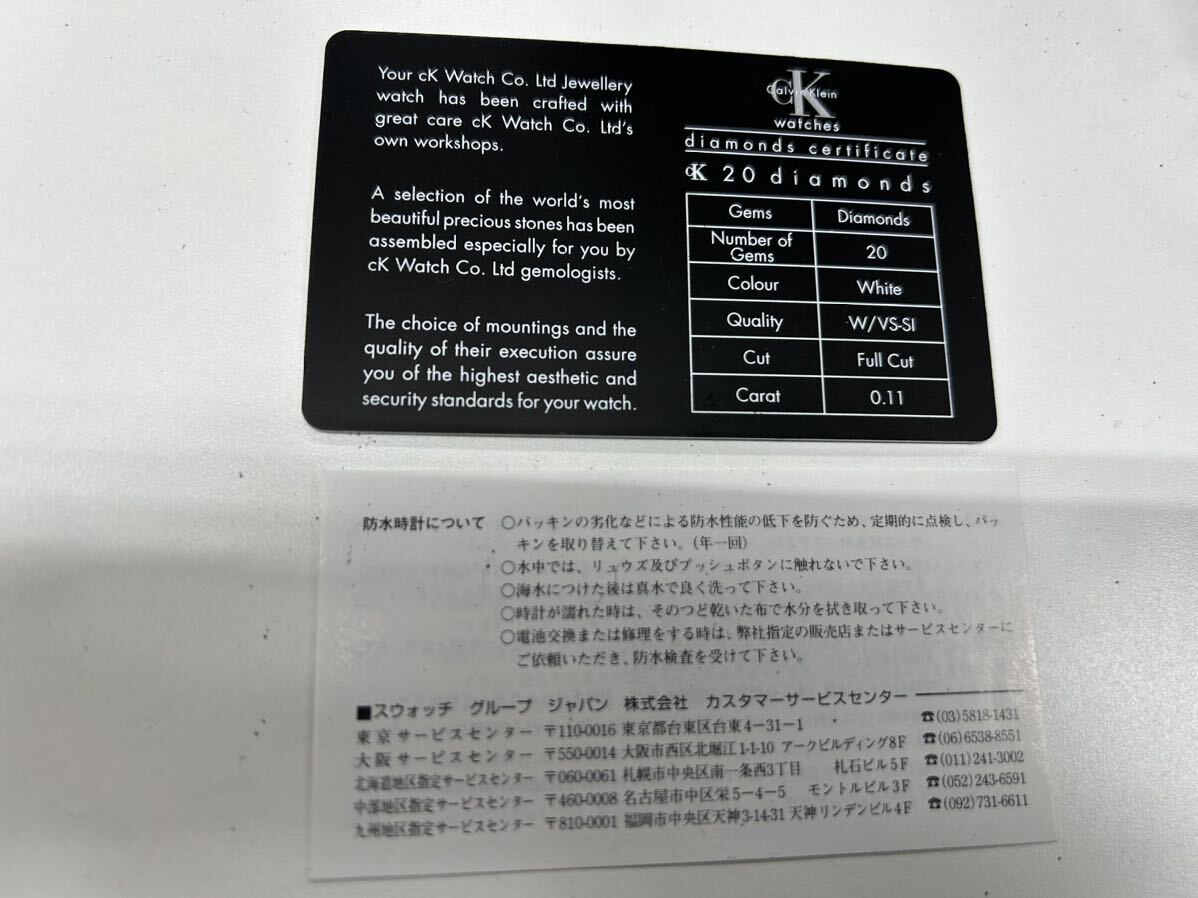 Your cK Watch Co. Ltd Jewellery
watch has been crafted with
great care cK Watch Co. Ltd's
own workshops.
A selection of the world's most
beautiful precious stones has been
assembled especially for you by
cK Watch Co. Ltd gemologists.
The choice of mountings and the
quality of their execution assure
you of the highest aesthetic and
security standards for your watch.
cK
Calvin Klein
watches
diamonds certificate
cK 20 diamonds
Gems Diamonds
Number of Gems 20
Colour White
Quality W/VS-SI
Cut Full Cut
Carat 0.11
防水時計について ○パッキンの劣化などによる防水性能の低下を防ぐため、定期的に点検し、パッ
キンを取り替えて下さい。(年一回)
○水中では、リュウズ及びプッシュボタンに触れないで下さい。
○海水につけた後は真水で良く洗って下さい。
○時計が濡れた時は、そのつど乾いた布で水分を拭き取って下さい。
○電池交換または修理をする時は、弊社指定の販売店またはサービスセンターに
ご依頼いただき、防水検査を受けて下さい。
■スウォッチ グループ ジャパン 株式会社 カスタマーサービスセンター
東京サービスセンター 〒110-0016 東京都台東区台東4-31-1 ☎(03)5818-1431
大阪サービスセンター 〒550-0014 大阪市西区北堀江1-1-10 アークビルディング8F ☎(06)6538-8551
北海道地区指定サービスセンター 〒060-0061 札幌市中央区南一条西3丁目 札石ビル5F ☎(011)241-3002
中部地区指定サービスセンター 〒460-0008 名古屋市中区栄5-4-5 モントルビル3F ☎(052)243-6591
九州地区指定サービスセンター 〒810-0001 福岡市中央区天神3-14-31 天神リンデンビル4F ☎(092)731-6611